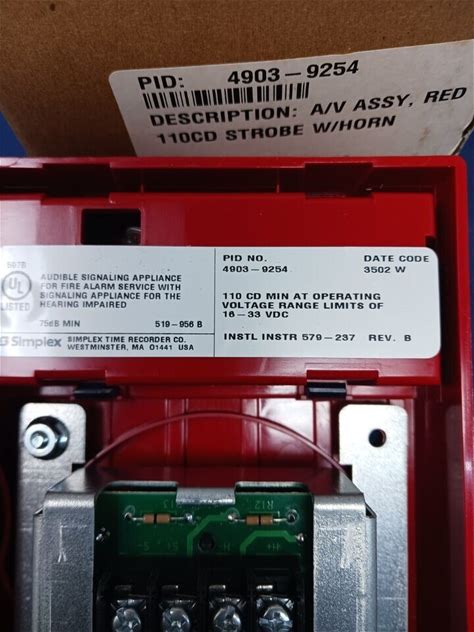 PID: 4903-9254
DESCRIPTION: A/V ASSY, RED
110CD STROBE W/HORN
UL
LISTED
AUDIBLE SIGNALING APPLIANCE
FOR FIRE ALARM SERVICE WITH
SIGNALING APPLIANCE FOR THE
HEARING IMPAIRED
75dB MIN 519-956 B
Simplex SIMPLEX TIME RECORDER CO.
WESTMINSTER, MA 01441 USA
PID NO. DATE CODE
4903-9254 3502 W
110 CD MIN AT OPERATING
VOLTAGE RANGE LIMITS OF
16-33 VDC
INSTL INSTR 579-237 REV. B
R12
S- S+ H- H+